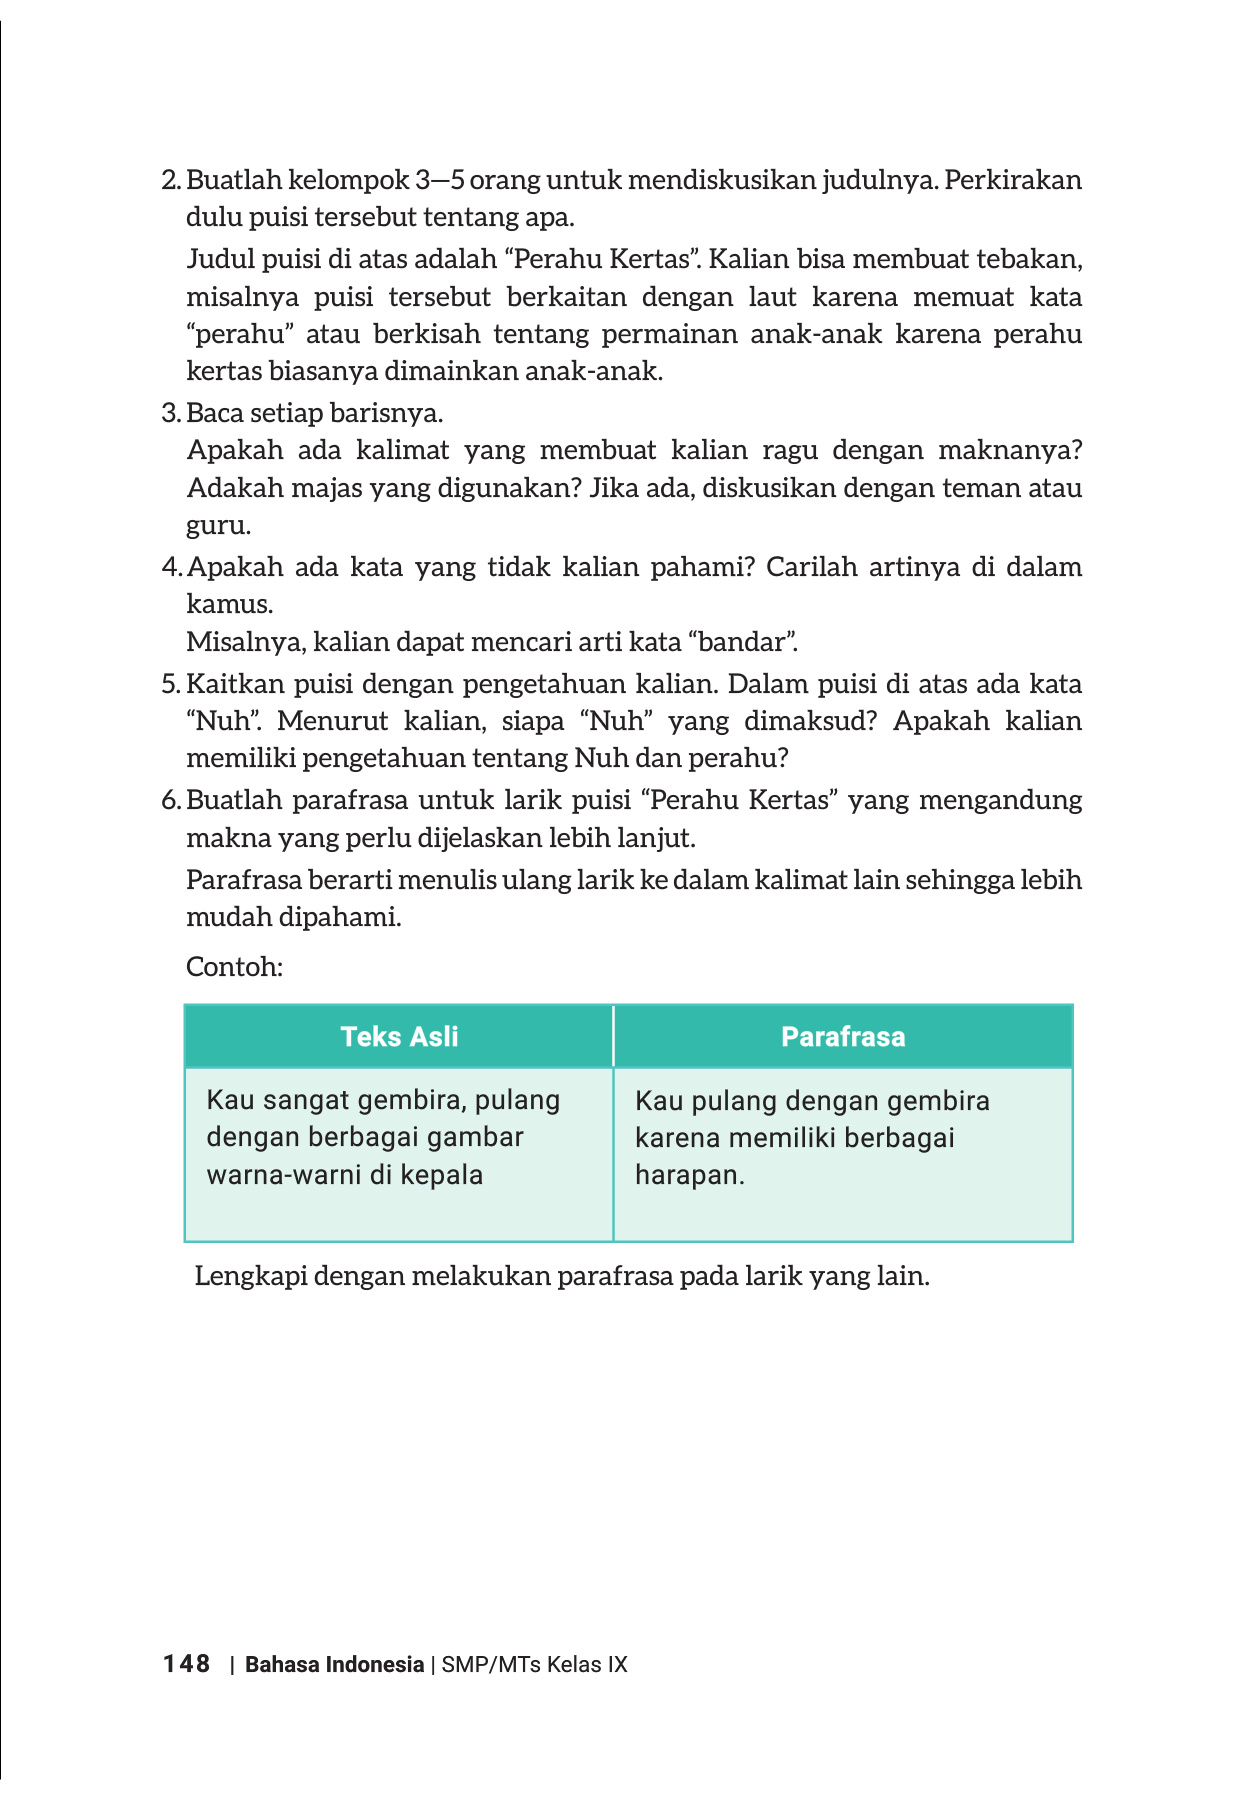 2. Buatlah kelompok 3—5 orang untuk mendiskusikan judulnya. Perkirakan
dulu puisi tersebut tentang apa.
Judul puisi di atas adalah “Perahu Kertas”. Kalian bisa membuat tebakan,
misalnya puisi tersebut berkaitan dengan laut karena memuat kata
“perahu” atau berkisah tentang permainan anak-anak karena perahu
kertas biasanya dimainkan anak-anak.
3. Baca setiap barisnya.
Apakah ada kalimat yang membuat kalian ragu dengan maknanya?
Adakah majas yang digunakan? Jika ada, diskusikan dengan teman atau
guru.
4. Apakah ada kata yang tidak kalian pahami? Carilah artinya di dalam
kamus.
Misalnya, kalian dapat mencari arti kata “bandar”.
5. Kaitkan puisi dengan pengetahuan kalian. Dalam puisi di atas ada kata
“Nuh”. Menurut kalian, siapa “Nuh” yang dimaksud? Apakah kalian
memiliki pengetahuan tentang Nuh dan perahu?
6. Buatlah parafrasa untuk larik puisi “Perahu Kertas” yang mengandung
makna yang perlu dijelaskan lebih lanjut.
Parafrasa berarti menulis ulang larik ke dalam kalimat lain sehingga lebih
mudah dipahami.
Contoh:
Teks Asli
Parafrasa
Kau sangat gembira, pulang
dengan berbagai gambar
warna-warni di kepala
Kau pulang dengan gembira
karena memiliki berbagai
harapan.
Lengkapi dengan melakukan parafrasa pada larik yang lain.
148 | Bahasa Indonesia | SMP/MTs Kelas IX